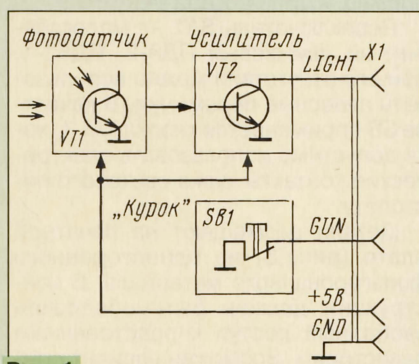 Фотодатчик
Усилитель
VT1
VT2
LIGHT
X1
„Курок"
SB1
GUN
+5В
GND